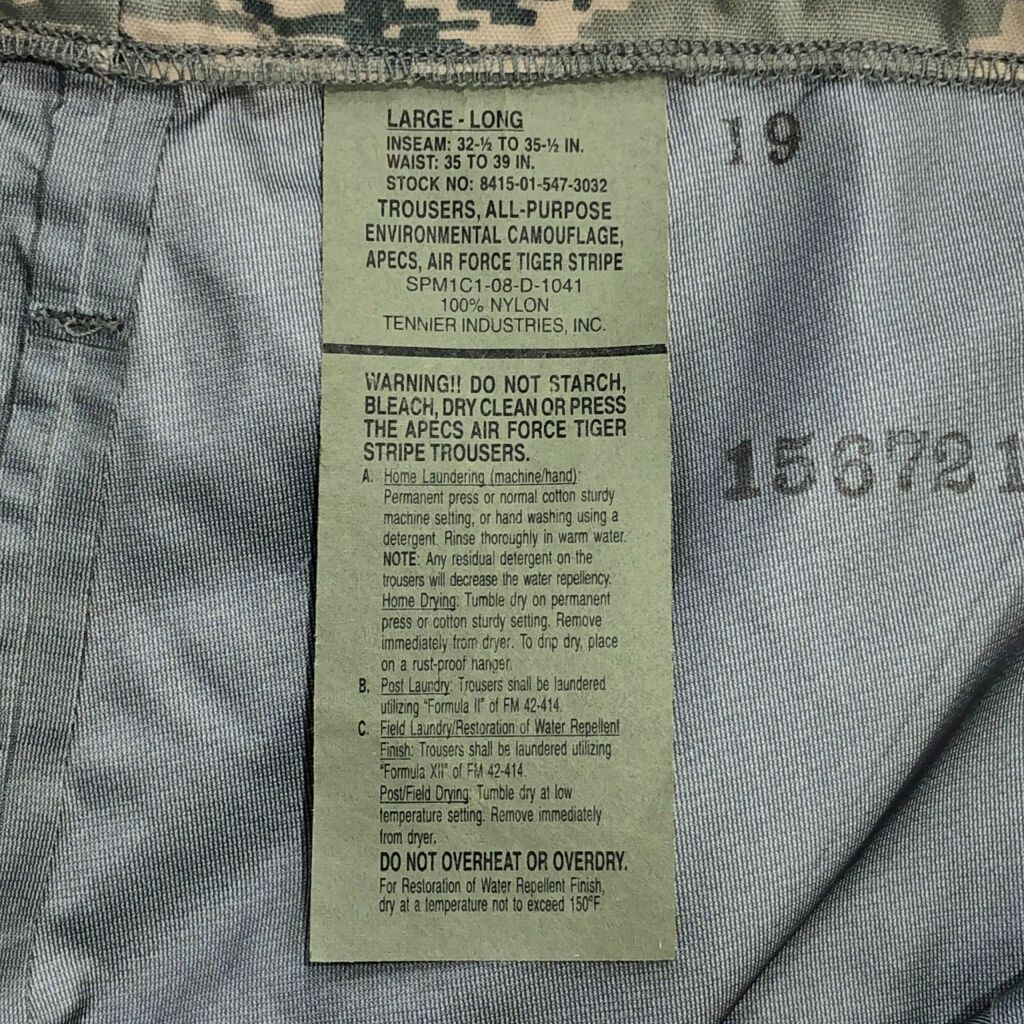 LARGE - LONG
INSEAM: 32-½ TO 35-½ IN.
WAIST: 35 TO 39 IN.
STOCK NO: 8415-01-547-3032
TROUSERS, ALL-PURPOSE
ENVIRONMENTAL CAMOUFLAGE,
APECS, AIR FORCE TIGER STRIPE
SPM1C1-08-D-1041
100% NYLON
TENNIER INDUSTRIES, INC.
WARNING!! DO NOT STARCH,
BLEACH, DRY CLEAN OR PRESS
THE APECS AIR FORCE TIGER
STRIPE TROUSERS.
A. Home Laundering (machine/hand):
Permanent press or normal cotton sturdy
machine setting, or hand washing using a
detergent. Rinse thoroughly in warm water.
NOTE: Any residual detergent on the
trousers will decrease the water repellency.
Home Drying: Tumble dry on permanent
press or cotton sturdy setting. Remove
immediately from dryer. To drip dry, place
on a rust-proof hanger.
B. Post Laundry: Trousers shall be laundered
utilizing "Formula II" of FM 42-414.
C. Field Laundry/Restoration of Water Repellent
Finish: Trousers shall be laundered utilizing
"Formula XII" of FM 42-414.
Post/Field Drying: Tumble dry at low
temperature setting. Remove immediately
from dryer.
DO NOT OVERHEAT OR OVERDRY.
For Restoration of Water Repellent Finish,
dry at a temperature not to exceed 150°F
19
156721